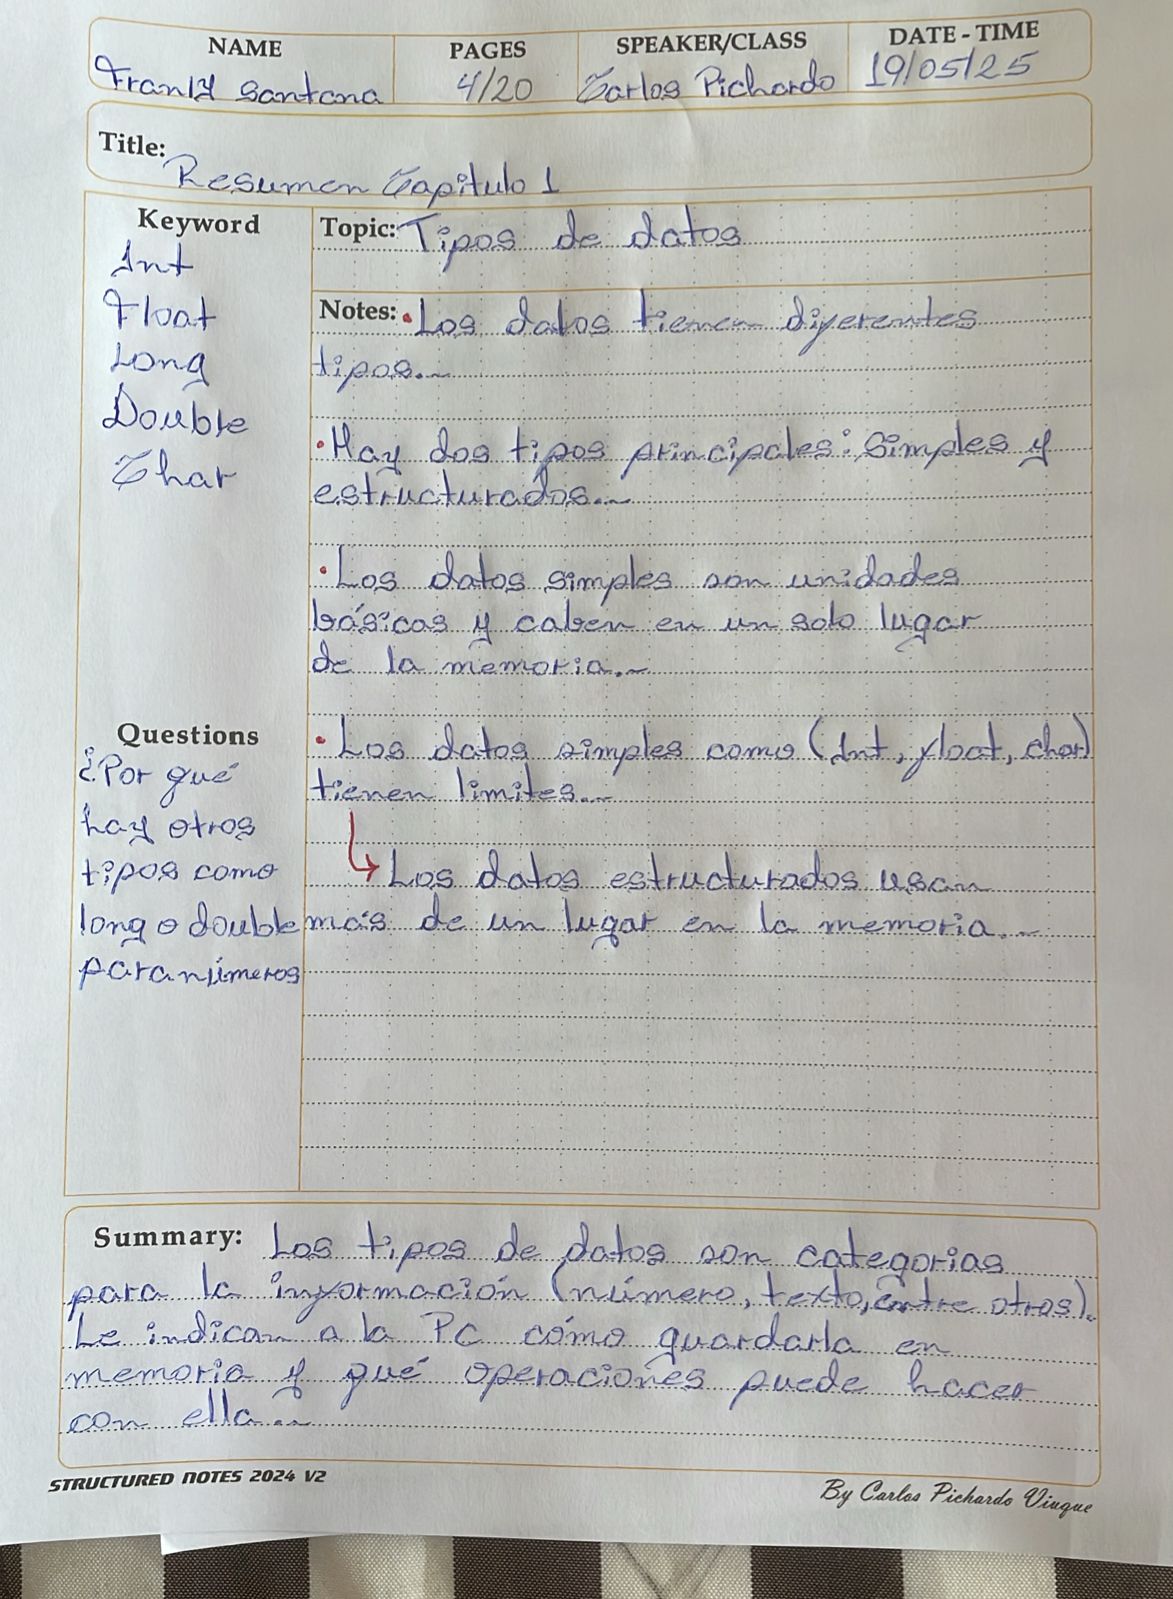 NAME PAGES SPEAKER/CLASS DATE - TIME
Franly Santana 4/20 Carlos Pichardo 19/05/25
Title:
Resumen Capitulo 1
Keyword
Int
Float
Long
Double
Char
Topic: Tipos de datos
Notes: • Los datos tienen diferentes
tipos...
• Hay dos tipos principales: simples y
estructurados...
• Los datos simples son unidades
básicas y caben en un solo lugar
de la memoria...
Questions
¿Por qué
hay otros
tipos como
long o double
para números
• Los datos simples como (Int, float, char)
tienen limites...
Los datos estructurados usan
más de un lugar en la memoria...
Summary: Los tipos de datos son categorias
para la información (número, texto, entre otros).
Le indican a la PC cómo guardarla en
memoria y qué operaciones puede hacer
con ella...
STRUCTURED NOTES 2024 V2
By Carlos Pichardo Viuque